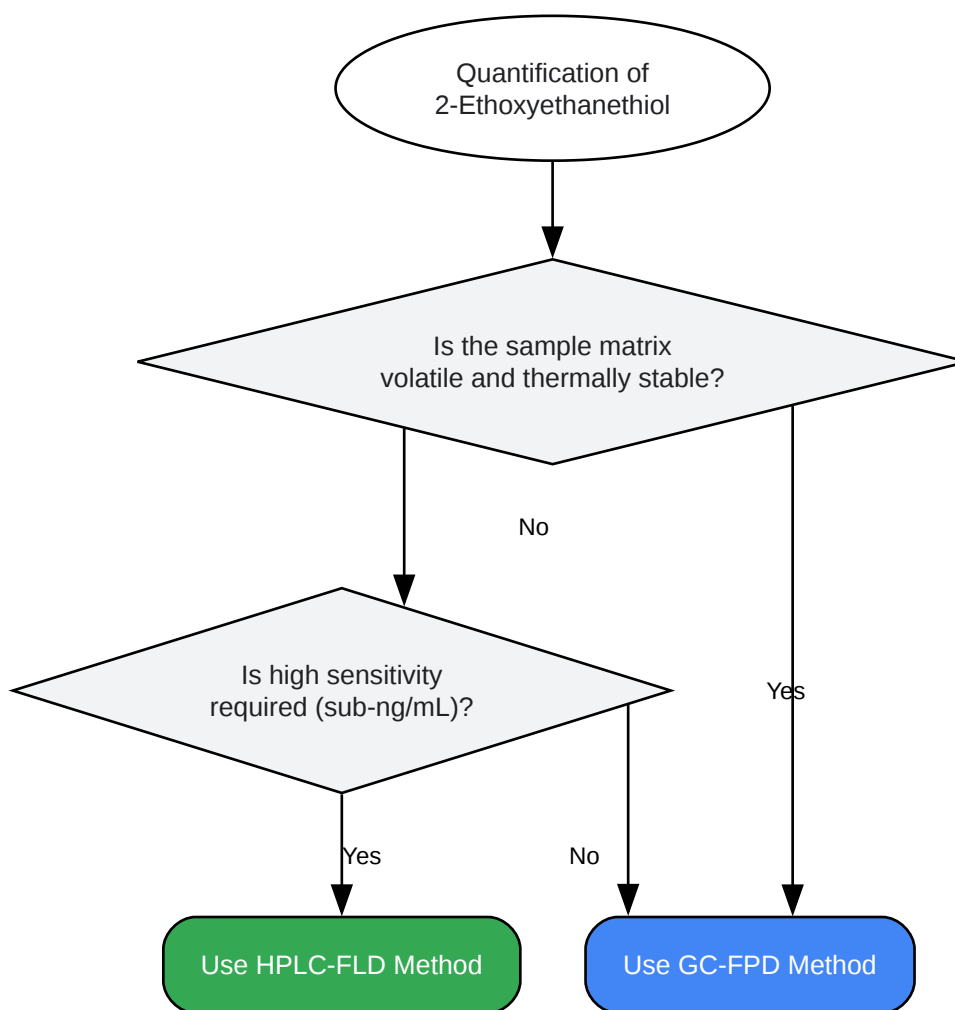 Quantification of
2-Ethoxyethanethiol
Is the sample matrix
volatile and thermally stable?
No
Is high sensitivity
required (sub-ng/mL)?
Yes
Yes
No
Use HPLC-FLD Method
Use GC-FPD Method